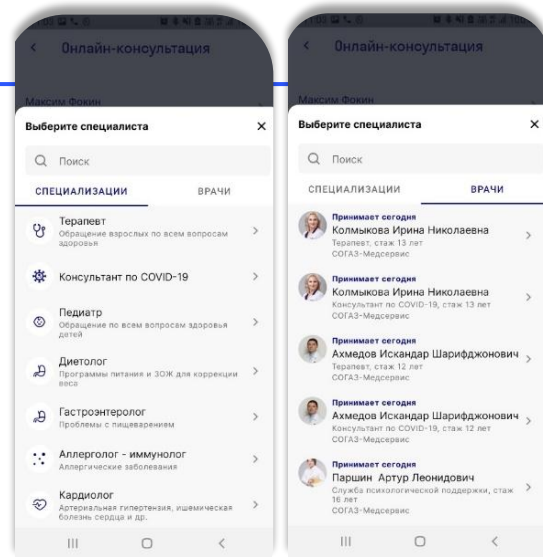 Онлайн-консультация
Максим Фокин
Выберите специалиста
Поиск
СПЕЦИАЛИЗАЦИИ ВРАЧИ
Терапевт
Обращение взрослых по всем вопросам
здоровья
Консультант по COVID-19
Педиатр
Обращение по всем вопросам здоровья
детей
Диетолог
Программы питания и ЗОЖ для коррекции
веса
Гастроэнтеролог
Проблемы с пищеварением
Аллерголог - иммунолог
Аллергические заболевания
Кардиолог
Артериальная гипертензия, ишемическая
болезнь сердца и др.
Онлайн-консультация
Максим Фокин
Выберите специалиста
Поиск
СПЕЦИАЛИЗАЦИИ ВРАЧИ
Принимает сегодня
Колмыкова Ирина Николаевна
Терапевт, стаж 13 лет
СОГАЗ-Медсервис
Принимает сегодня
Колмыкова Ирина Николаевна
Консультант по COVID-19, стаж 13 лет
СОГАЗ-Медсервис
Принимает сегодня
Ахмедов Искандар Шарифджонович
Терапевт, стаж 12 лет
СОГАЗ-Медсервис
Принимает сегодня
Ахмедов Искандар Шарифджонович
Консультант по COVID-19, стаж 12 лет
СОГАЗ-Медсервис
Принимает сегодня
Паршин Артур Леонидович
Служба психологической поддержки, стаж
16 лет
СОГАЗ-Медсервис